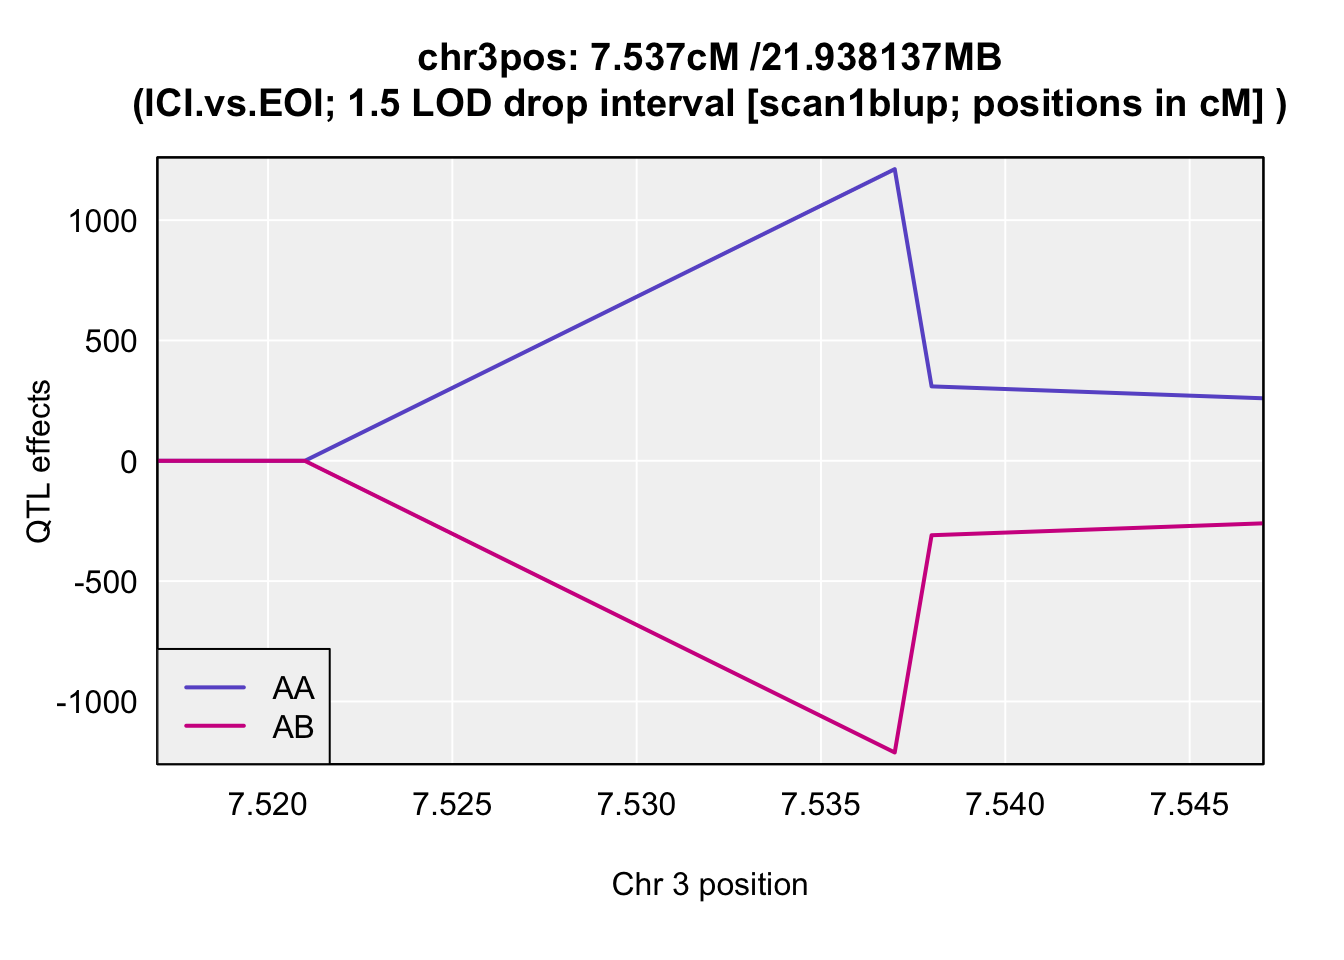 chr3pos: 7.537cM /21.938137MB
(ICI.vs.EOI; 1.5 LOD drop interval [scan1blup; positions in cM] )
1000
500
0
-500
-1000
QTL effects
AA
AB
7.520 7.525 7.530 7.535 7.540 7.545
Chr 3 position